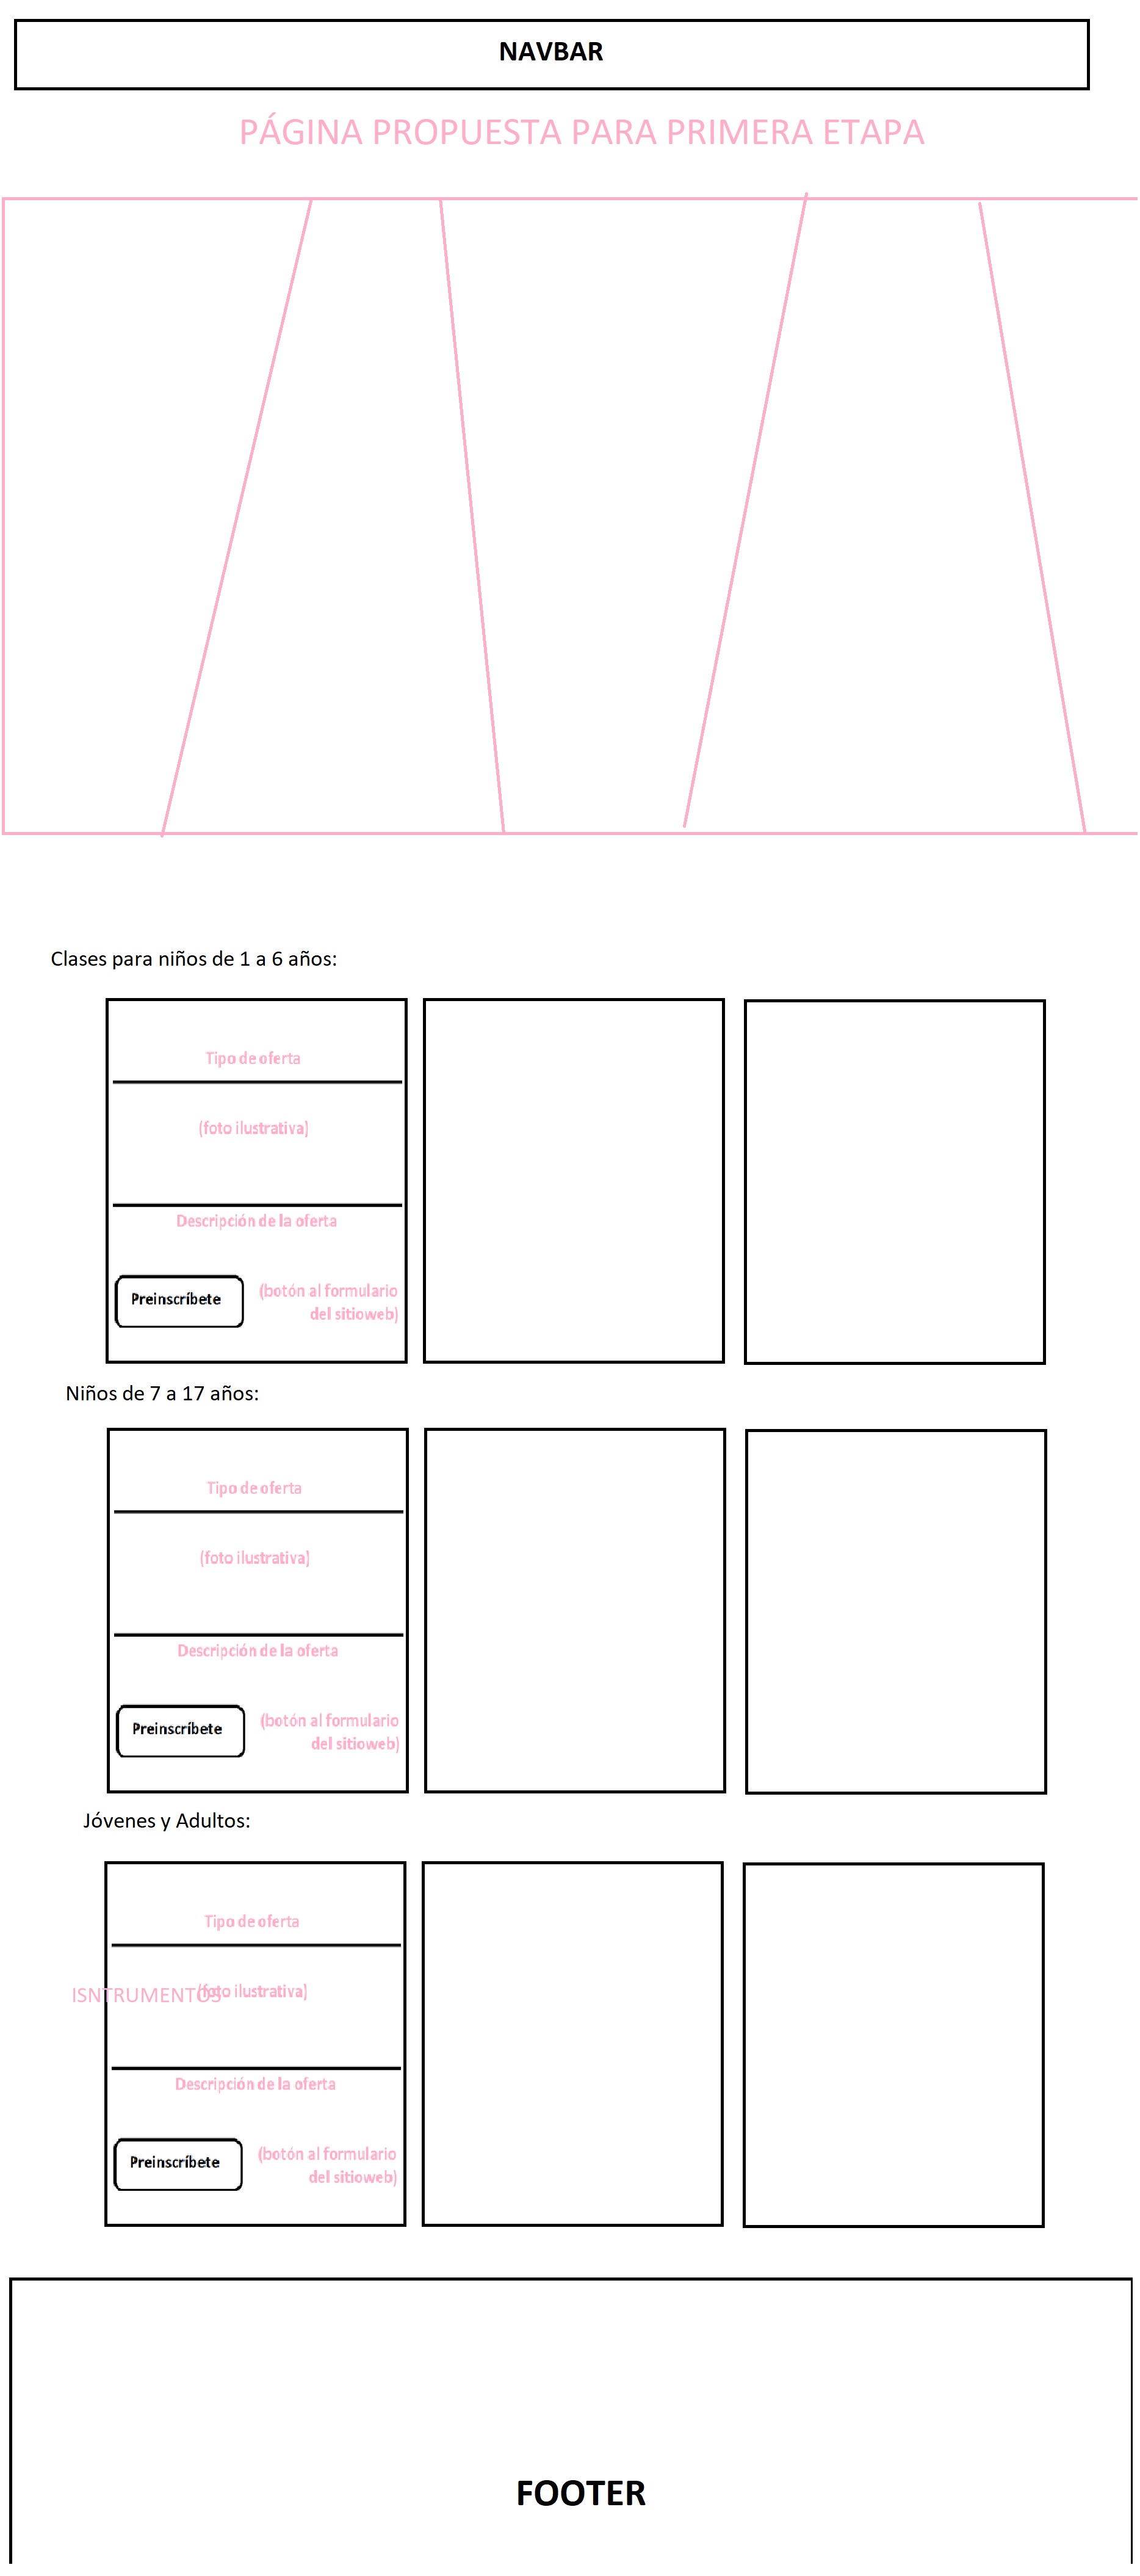 NAVBAR
PÁGINA PROPUESTA PARA PRIMERA ETAPA
Clases para niños de 1 a 6 años:
Tipo de oferta
(foto ilustrativa)
Descripción de la oferta
Preinscríbete
(botón al formulario
del sitioweb)
Niños de 7 a 17 años:
Tipo de oferta
(foto ilustrativa)
Descripción de la oferta
Preinscríbete
(botón al formulario
del sitioweb)
Jóvenes y Adultos:
Tipo de oferta
ISNTRUMENTOS
(foto ilustrativa)
Descripción de la oferta
Preinscríbete
(botón al formulario
del sitioweb)
FOOTER